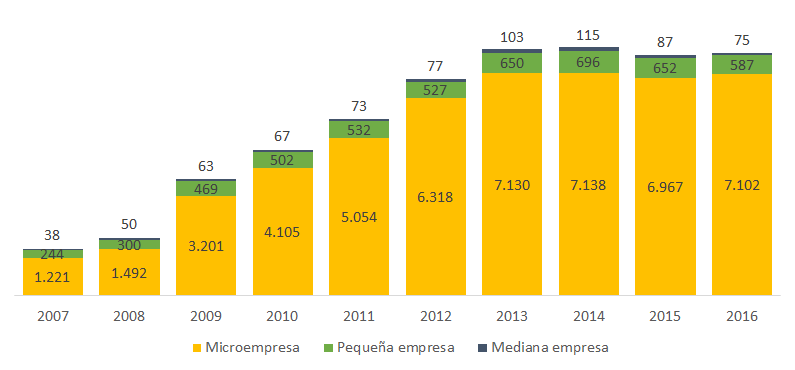 103 115 87 75
77 650 696 652 587
73 527
67 532
63 502
469
7.130 7.138 6.967 7.102
6.318
5.054
38 50 4.105
244 300 3.201
1.221 1.492
2007 2008 2009 2010 2011 2012 2013 2014 2015 2016
Microempresa Pequeña empresa Mediana empresa